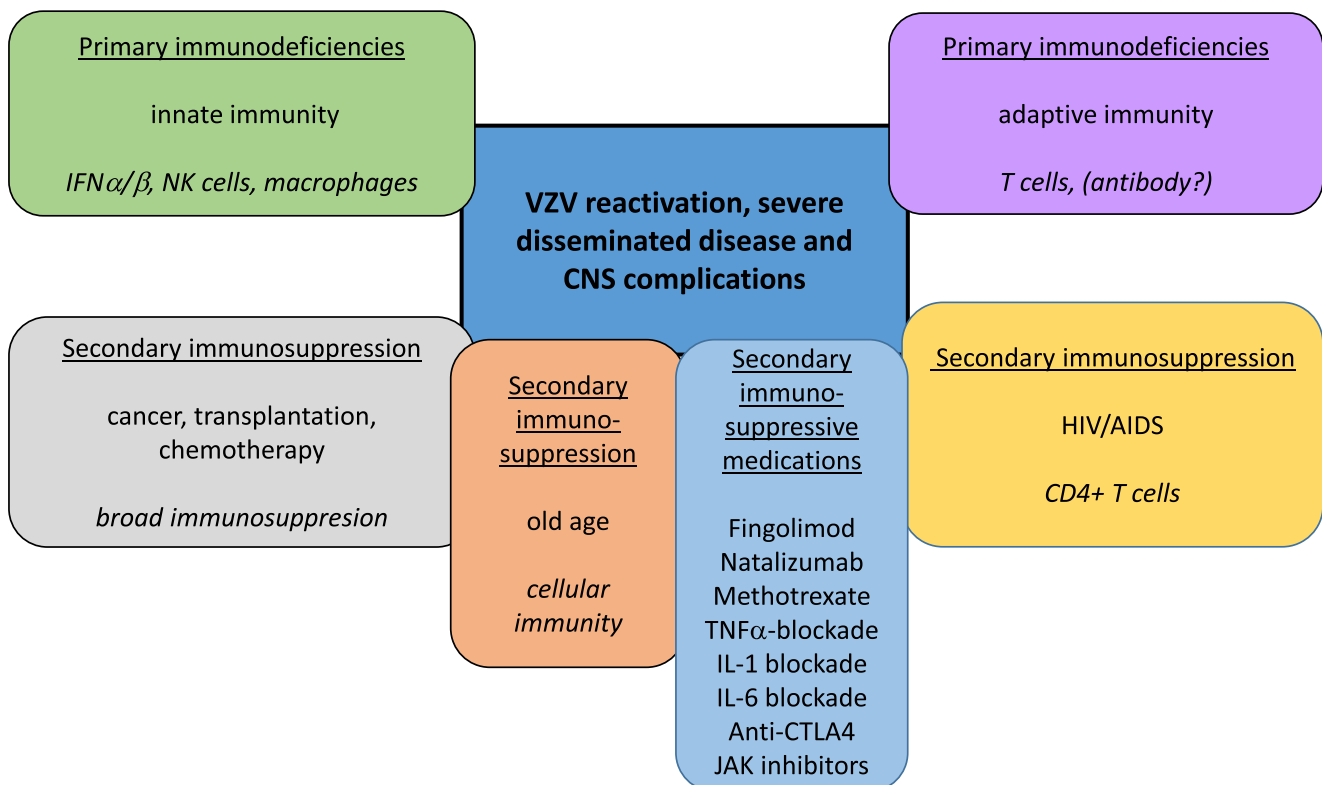 Primary immunodeficiencies
innate immunity
IFNα/β, NK cells, macrophages
Primary immunodeficiencies
adaptive immunity
T cells, (antibody?)
VZV reactivation, severe
disseminated disease and
CNS complications
Secondary immunosuppression
cancer, transplantation,
chemotherapy
broad immunosuppresion
Secondary
immuno-
suppression
old age
cellular
immunity
Secondary
immuno-
suppressive
medications
Fingolimod
Natalizumab
Methotrexate
TNFα-blockade
IL-1 blockade
IL-6 blockade
Anti-CTLA4
JAK inhibitors
Secondary immunosuppression
HIV/AIDS
CD4+ T cells